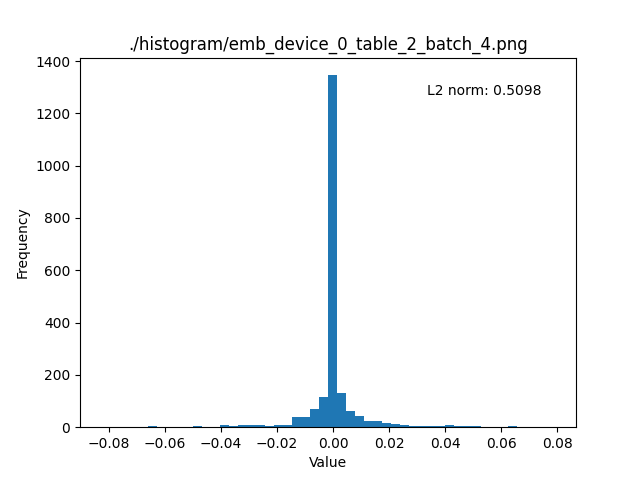 ./histogram/emb_device_0_table_2_batch_4.png
L2 norm: 0.5098
1400
1200
1000
800
600
400
200
0
Frequency
−0.08 −0.06 −0.04 −0.02 0.00 0.02 0.04 0.06 0.08
Value